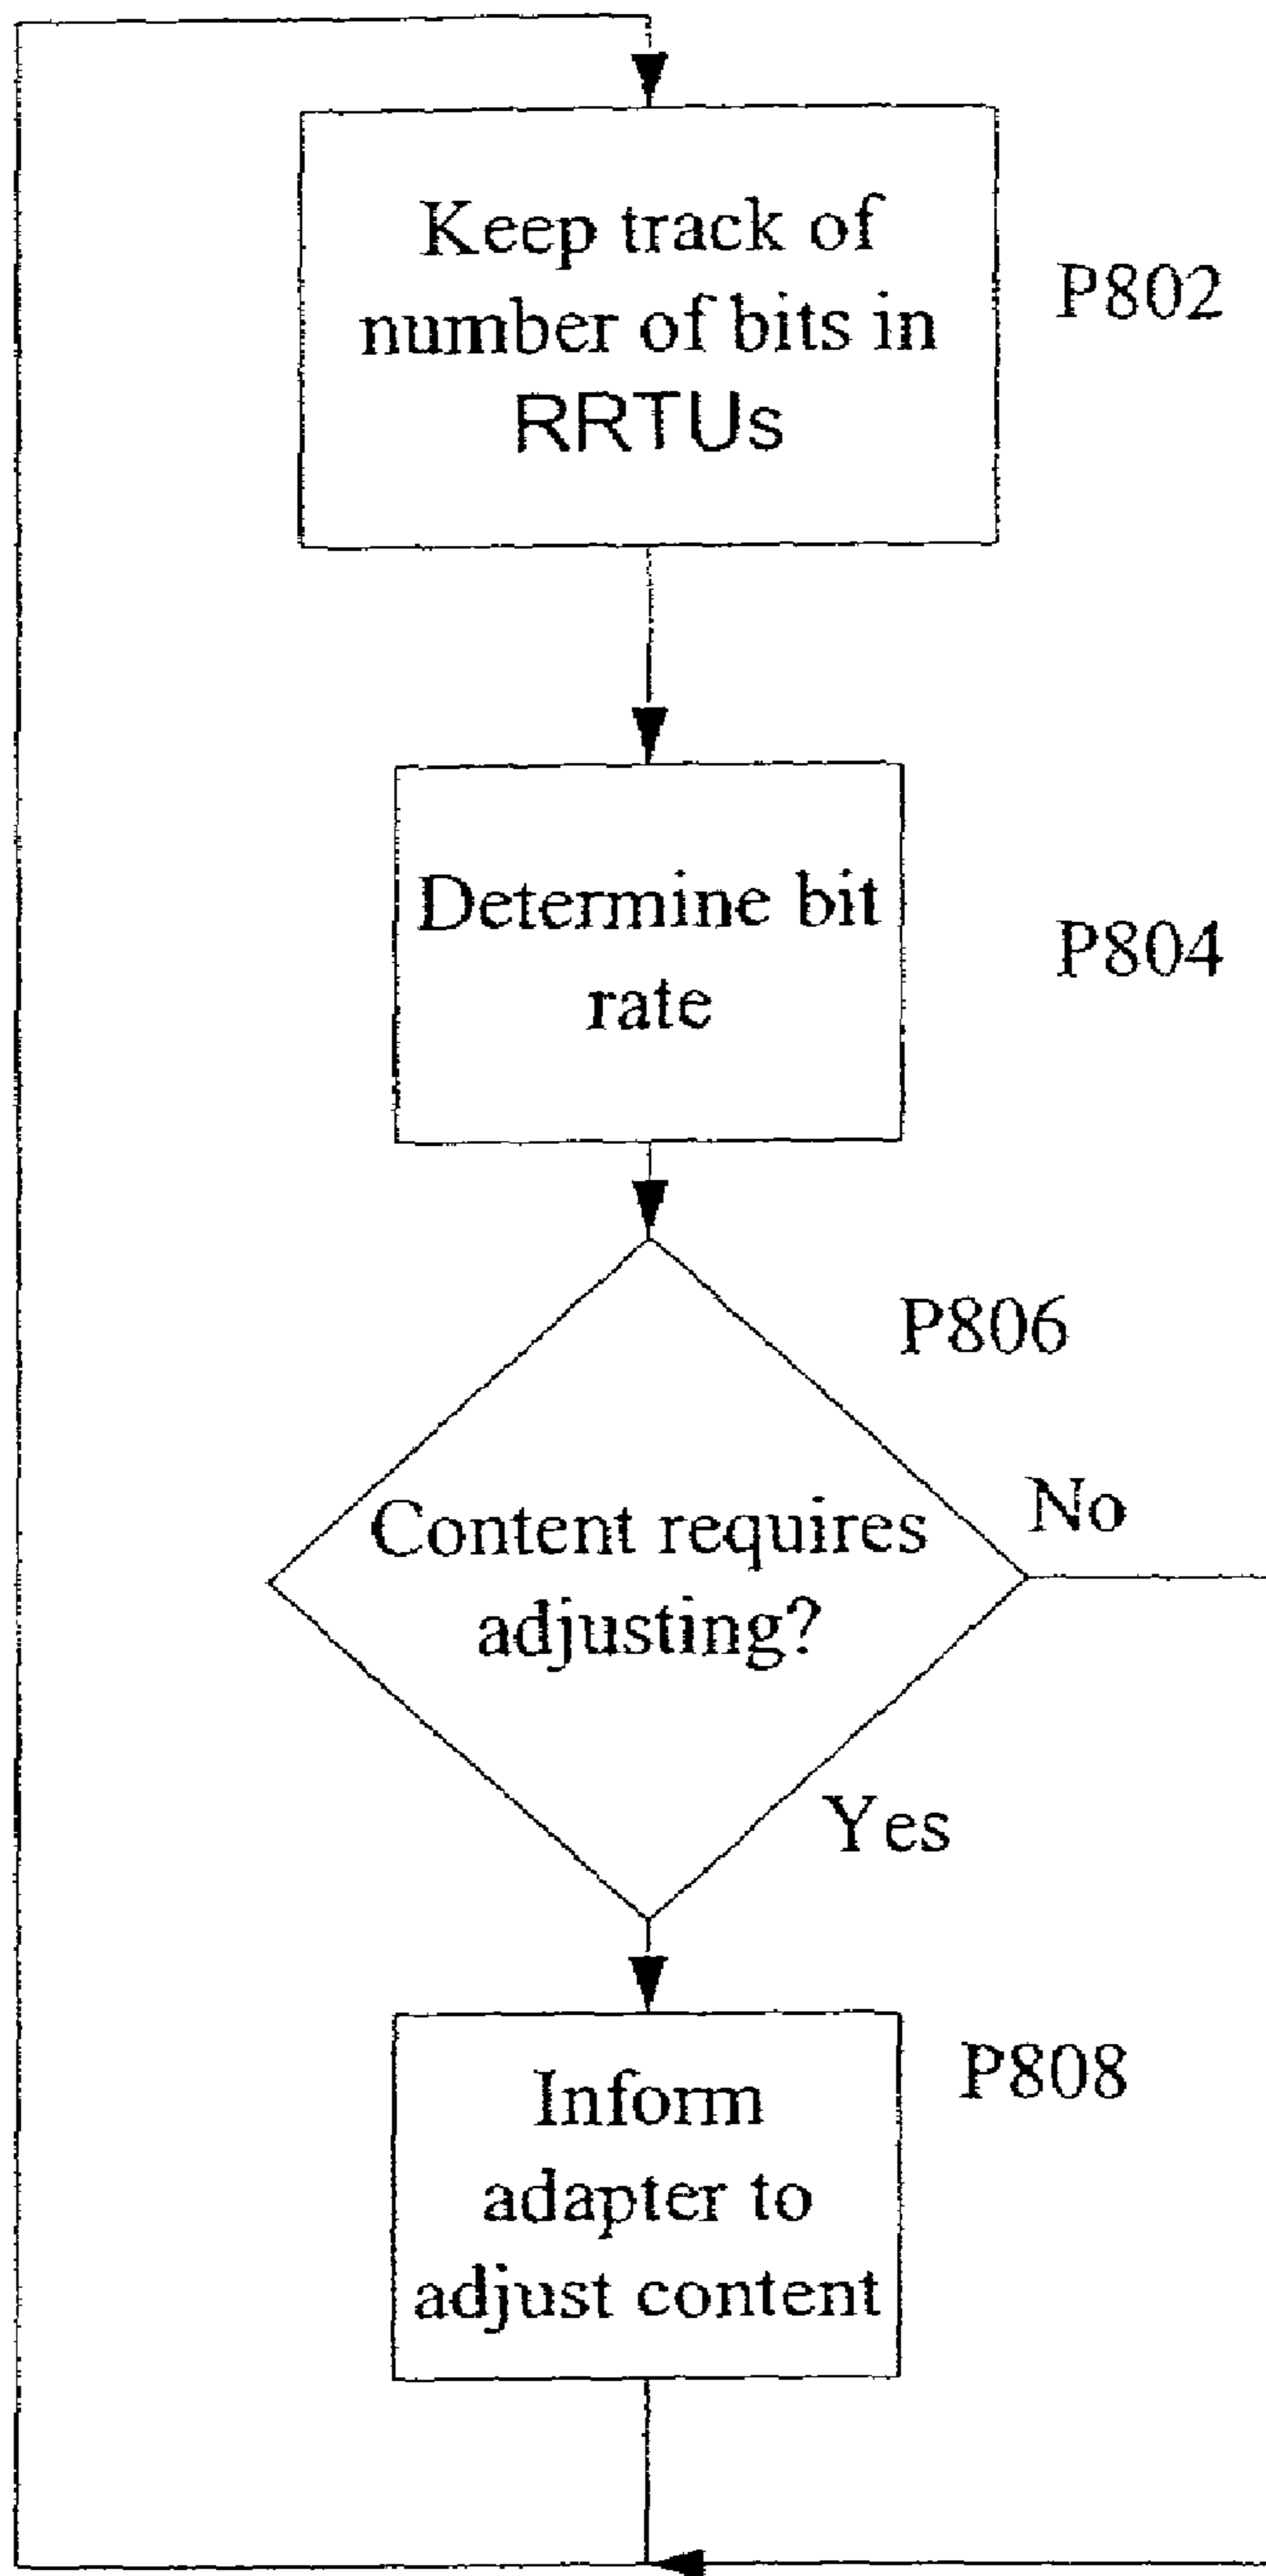 Keep track of
number of bits in
RRTUs
P802
Determine bit
rate
P804
P806
Content requires
adjusting?
No
Yes
P808
Inform
adapter to
adjust content